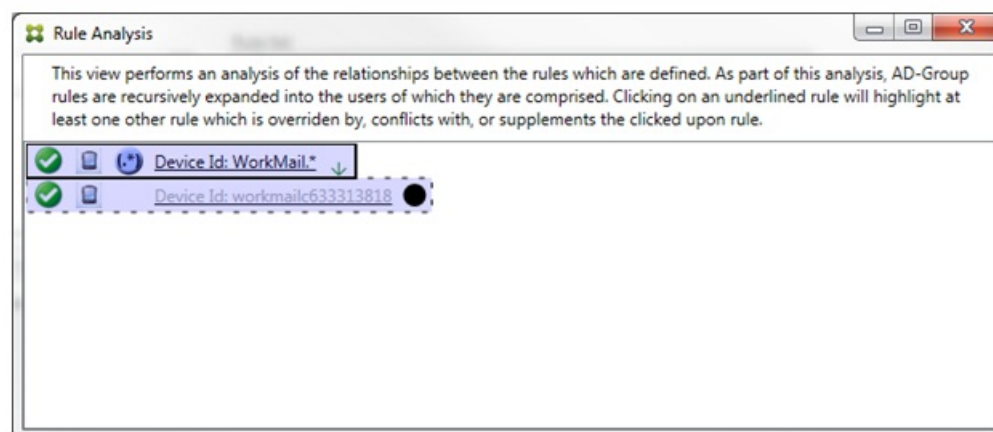 Rule Analysis
This view performs an analysis of the relationships between the rules which are defined. As part of this analysis, AD-Group
rules are recursively expanded into the users of which they are comprised. Clicking on an underlined rule will highlight at
least one other rule which is overriden by, conflicts with, or supplements the clicked upon rule.
(.*) Device Id: WorkMail.*
Device Id: workmailc633313818